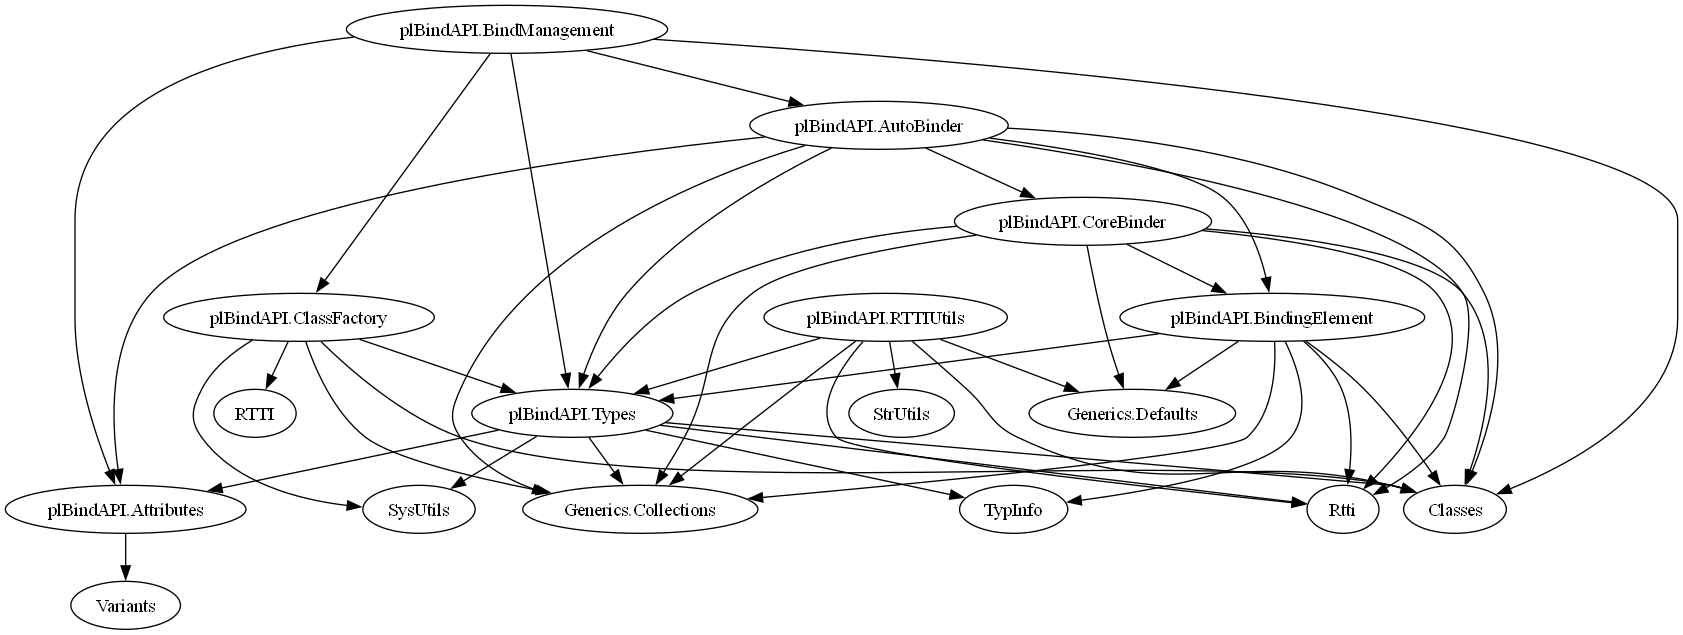 plBindAPI.BindManagement
plBindAPI.AutoBinder
plBindAPI.CoreBinder
plBindAPI.ClassFactory
plBindAPI.RTTIUtils
plBindAPI.BindingElement
RTTI
plBindAPI.Types
StrUtils
Generics.Defaults
plBindAPI.Attributes
SysUtils
Generics.Collections
TypInfo
Rtti
Classes
Variants